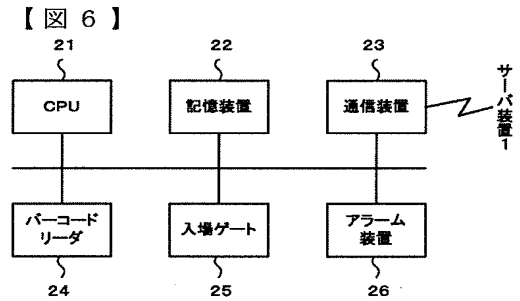 【図６】
21
22
23
CPU
記憶装置
通信装置
サーバ装置1
バーコード
リーダ
入場ゲート
アラーム
装置
24
25
26